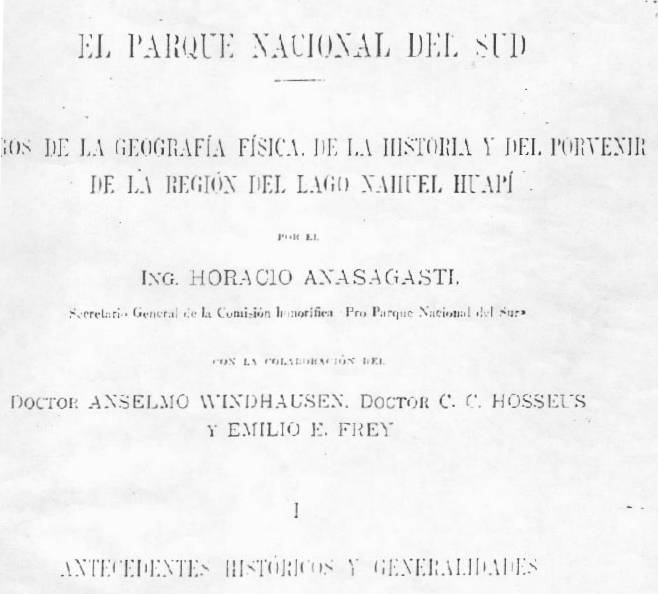 EL PARQUE NACIONAL DEL SUD
DE LA GEOGRAFÍA FÍSICA, DE LA HISTORIA Y DEL PORVENIR
DE LA REGIÓN DEL LAGO NAHUEL HUAPÍ
POR EL
ING. HORACIO ANASAGASTI,
Secretario General de la Comisión honorífica «Pro Parque Nacional del Sur»
CON LA COLABORACIÓN DEL
DOCTOR ANSELMO WINDHAUSEN, DOCTOR C. C. HOSSEUS
Y EMILIO E. FREY
I
ANTECEDENTES HISTÓRICOS Y GENERALIDADES